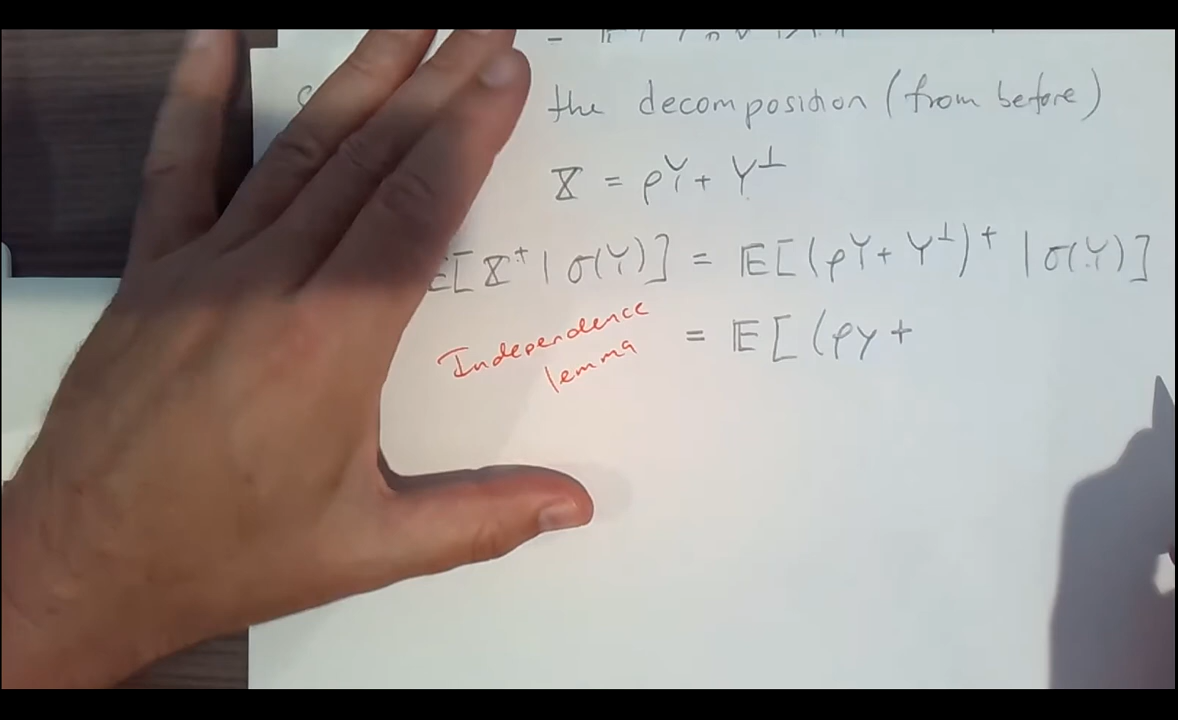 the decomposition (from before)
X = ρY + Y⊥
E[X⁺ | σ(Y)] = E[(ρY + Y⊥)⁺ | σ(Y)]
Independence lemma = E[(ρy +